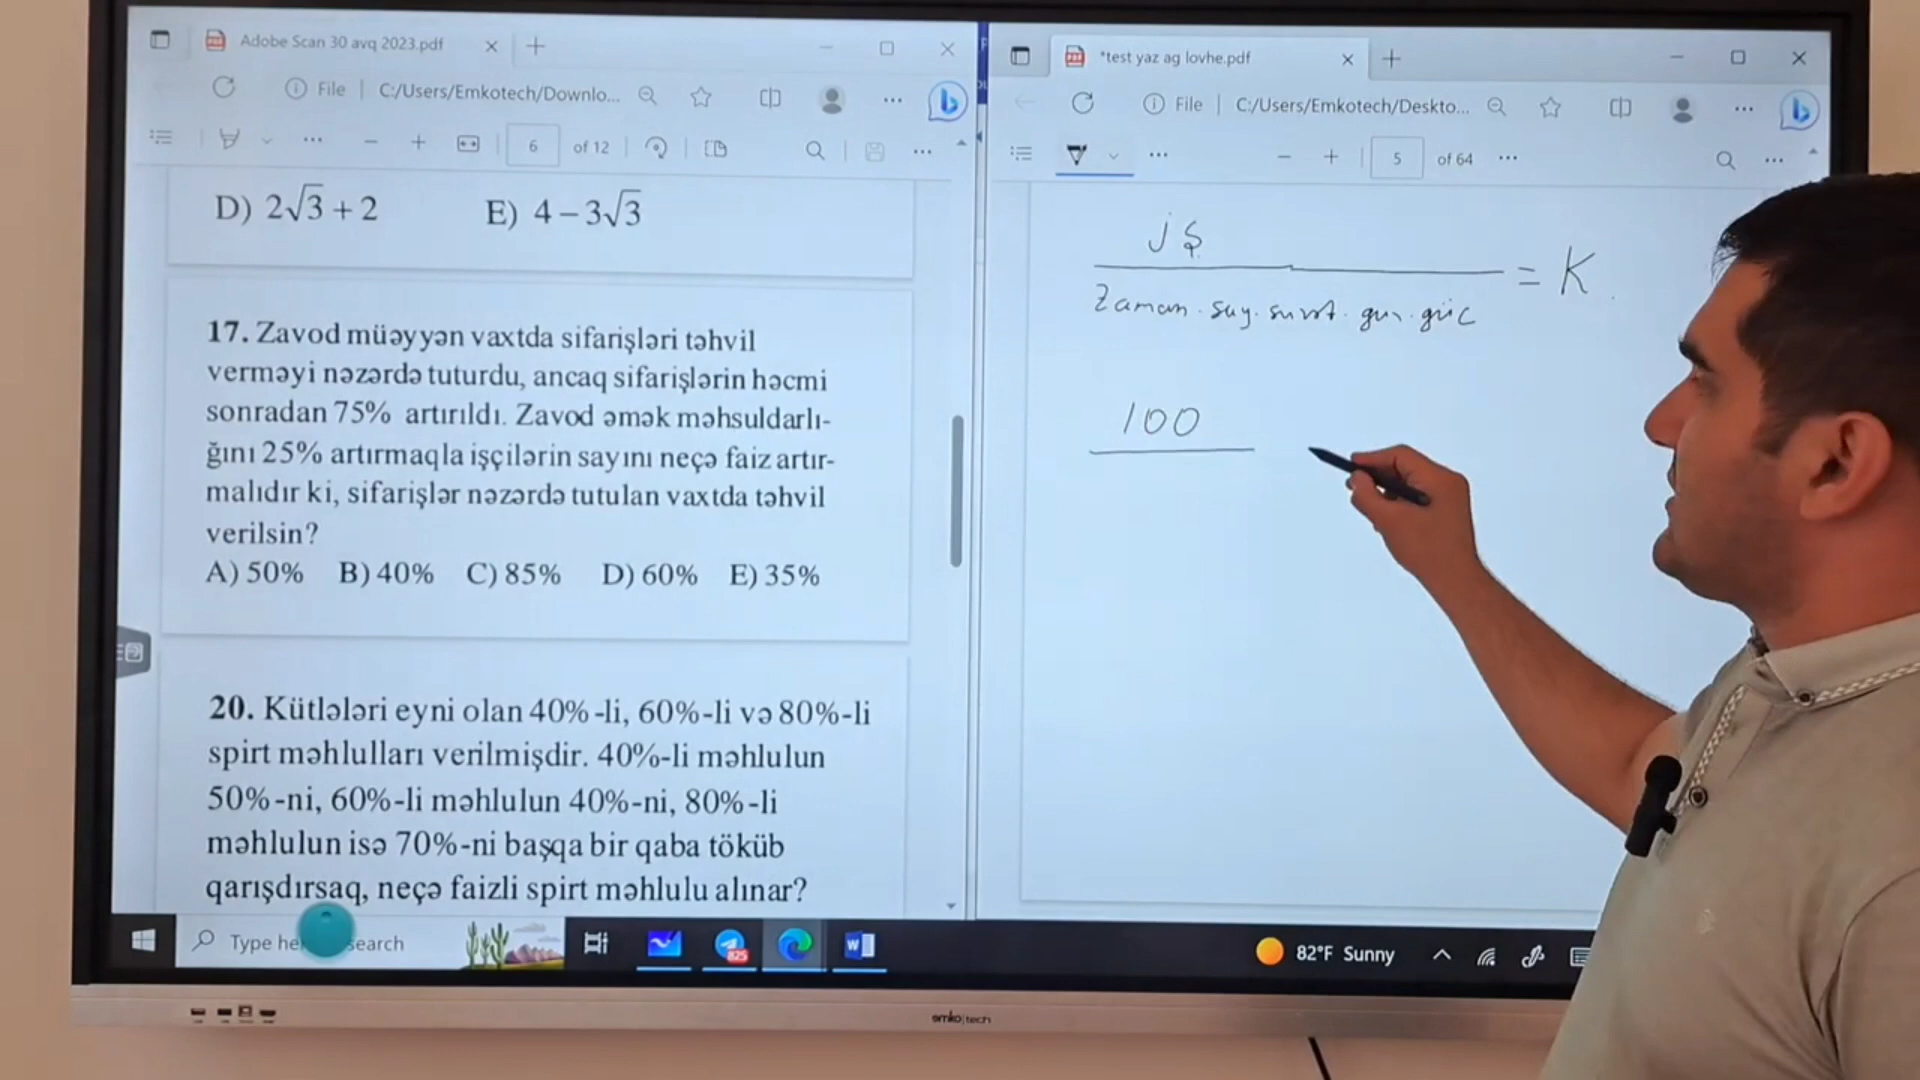 Adobe Scan 30 avq 2023.pdf
File | C:/Users/Emkotech/Downlo...
6 of 12
D) 2√3 + 2 E) 4 – 3√3
17. Zavod müəyyən vaxtda sifarişləri təhvil
verməyi nəzərdə tuturdu, ancaq sifarişlərin həcmi
sonradan 75% artırıldı. Zavod əmək məhsuldarlı-
ğını 25% artırmaqla işçilərin sayını neçə faiz artır-
malıdır ki, sifarişlər nəzərdə tutulan vaxtda təhvil
verilsin?
A) 50% B) 40% C) 85% D) 60% E) 35%
20. Kütlələri eyni olan 40%-li, 60%-li və 80%-li
spirt məhlulları verilmişdir. 40%-li məhlulun
50%-ni, 60%-li məhlulun 40%-ni, 80%-li
məhlulun isə 70%-ni başqa bir qaba töküb
qarışdırsaq, neçə faizli spirt məhlulu alınar?
*test yaz ag lovhe.pdf
File | C:/Users/Emkotech/Deskto...
5 of 64
iş
= K
Zaman · say · surət · gün · güc
100
Type he search
825
82°F Sunny
emko|tech